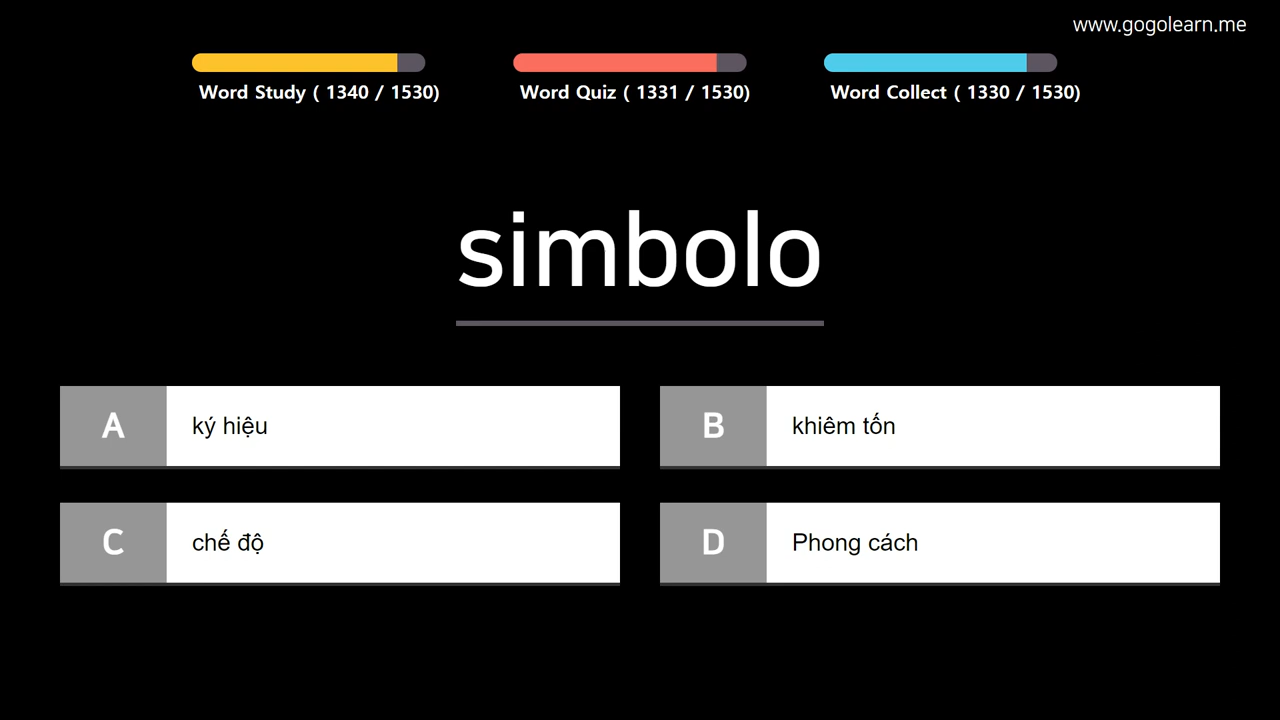 www.gogolearn.me
Word Study ( 1340 / 1530)
Word Quiz ( 1331 / 1530)
Word Collect ( 1330 / 1530)
simbolo
A ký hiệu
B khiêm tốn
C chế độ
D Phong cách